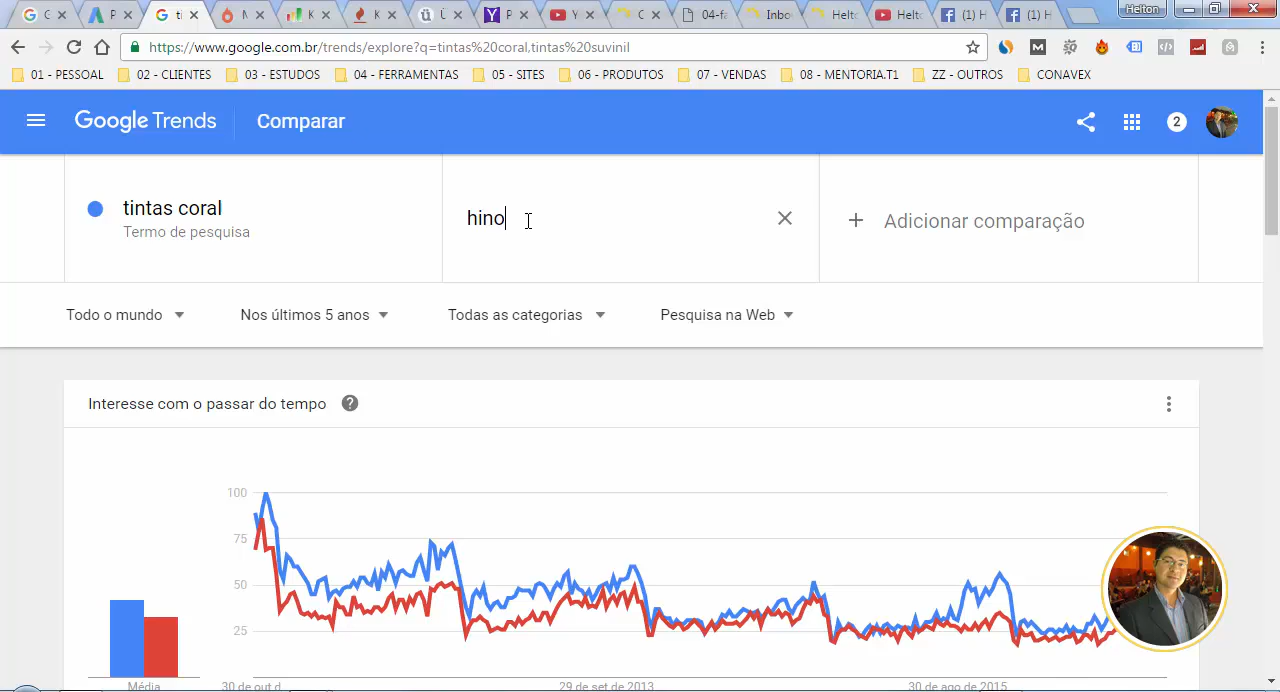 Helton
https://www.google.com.br/trends/explore?q=tintas%20coral,tintas%20suvinil
01 - PESSOAL 02 - CLIENTES 03 - ESTUDOS 04 - FERRAMENTAS 05 - SITES 06 - PRODUTOS 07 - VENDAS 08 - MENTORIA.T1 ZZ - OUTROS CONAVEX
Google Trends Comparar 2
tintas coral
Termo de pesquisa
hino
+ Adicionar comparação
Todo o mundo Nos últimos 5 anos Todas as categorias Pesquisa na Web
Interesse com o passar do tempo ?
100
75
50
25
Média 30 de out d 29 de set de 2013 30 de ago de 2015